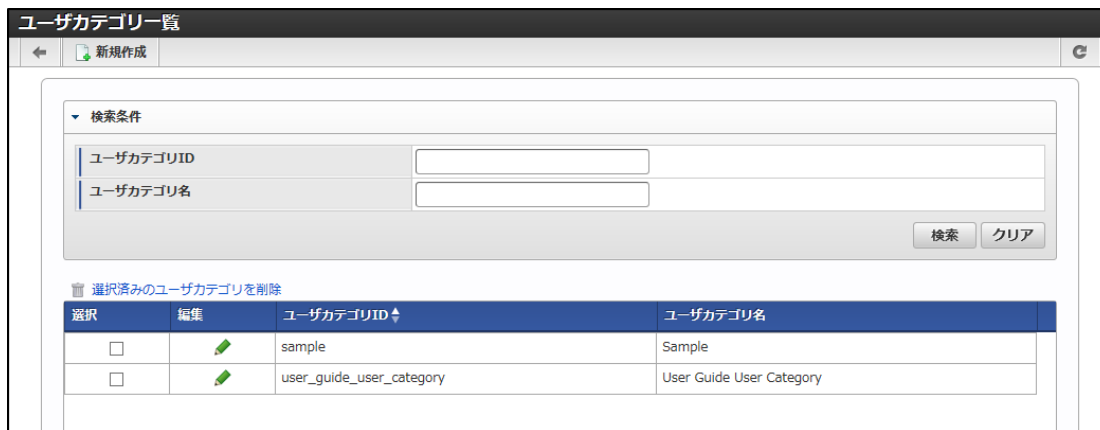 ユーザカテゴリ一覧
新規作成
検索条件
ユーザカテゴリID
ユーザカテゴリ名
検索 クリア
選択済みのユーザカテゴリを削除
選択 編集 ユーザカテゴリID ユーザカテゴリ名
sample Sample
user_guide_user_category User Guide User Category